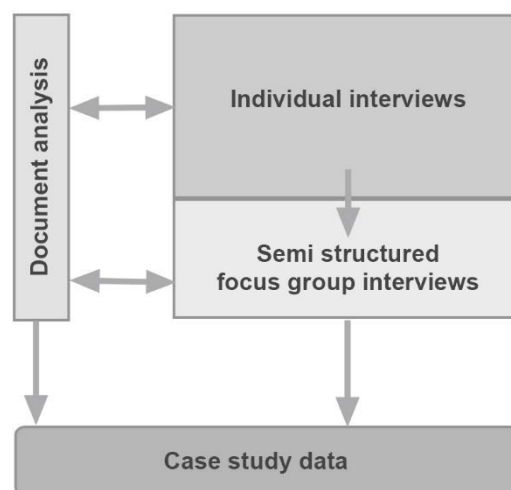 Document analysis
Individual interviews
Semi structured
focus group interviews
Case study data